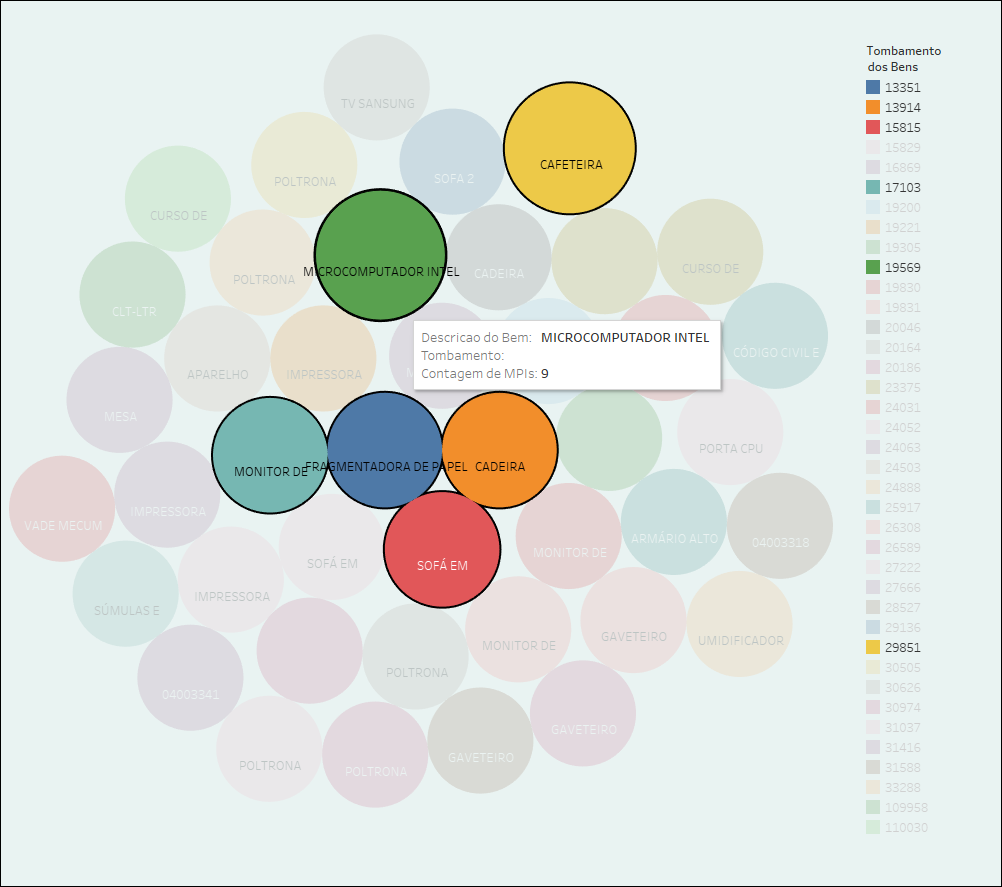 TV SANSUNG
CAFETEIRA
SOFA 2
POLTRONA
CURSO DE
MICROCOMPUTADOR INTEL
CADEIRA
CURSO DE
POLTRONA
CLT-LTR
Descricao do Bem: MICROCOMPUTADOR INTEL
Tombamento:
Contagem de MPIs: 9
CÓDIGO CIVIL E
APARELHO
IMPRESSORA
MESA
PORTA CPU
MONITOR DE
FRAGMENTADORA DE PAPEL
CADEIRA
IMPRESSORA
VADE MECUM
SOFÁ EM
SOFÁ EM
MONITOR DE
ARMÁRIO ALTO
04003318
IMPRESSORA
SÚMULAS E
GAVETEIRO
UMIDIFICADOR
MONITOR DE
POLTRONA
04003341
GAVETEIRO
POLTRONA
POLTRONA
GAVETEIRO
Tombamento
dos Bens
13351
13914
15815
15829
16869
17103
19200
19221
19305
19569
19830
19831
20046
20164
20186
23375
24031
24052
24063
24503
24888
25917
26308
26589
27222
27666
28527
29136
29851
30505
30626
30974
31037
31416
31588
33288
109958
110030